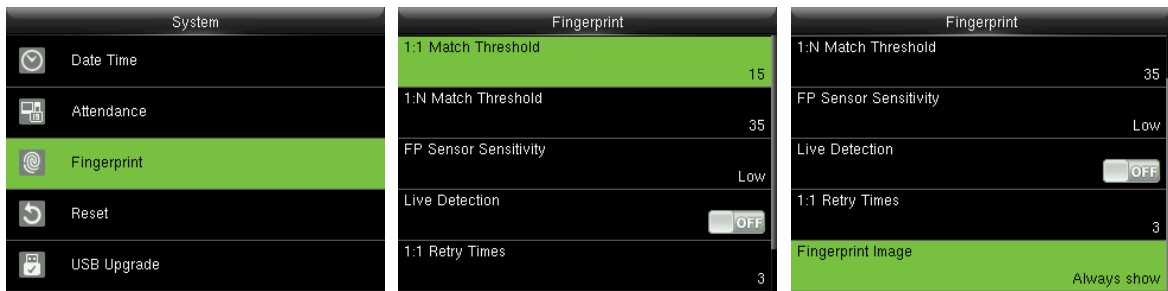 System
Date Time
Attendance
Fingerprint
Reset
USB Upgrade
Fingerprint
1:1 Match Threshold
15
1:N Match Threshold
35
FP Sensor Sensitivity
Low
Live Detection
OFF
1:1 Retry Times
3
Fingerprint
1:N Match Threshold
35
FP Sensor Sensitivity
Low
Live Detection
OFF
1:1 Retry Times
3
Fingerprint Image
Always show